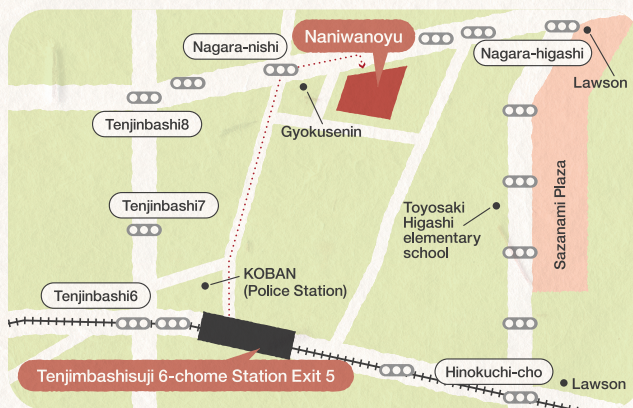 Naniwanoyu
Nagara-nishi
Nagara-higashi
Lawson
Gyokusenin
Tenjinbashi8
Tenjinbashi7
Toyosaki
Higashi
elementary
school
Sazanami Plaza
KOBAN
(Police Station)
Tenjinbashi6
Tenjimbashisuji 6-chome Station Exit 5
Hinokuchi-cho
Lawson